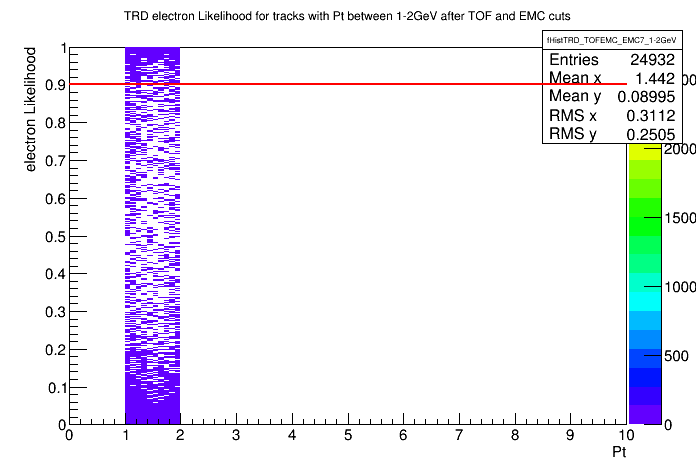 TRD electron Likelihood for tracks with Pt between 1-2GeV after TOF and EMC cuts
fHistTRD_TOFEMC_EMC7_1-2GeV
Entries 24932
Mean x 1.442
Mean y 0.08995
RMS x 0.3112
RMS y 0.2505
electron Likelihood
1
0.9
0.8
0.7
0.6
0.5
0.4
0.3
0.2
0.1
0
0 1 2 3 4 5 6 7 8 9 10
Pt
2000
1500
1000
500
0